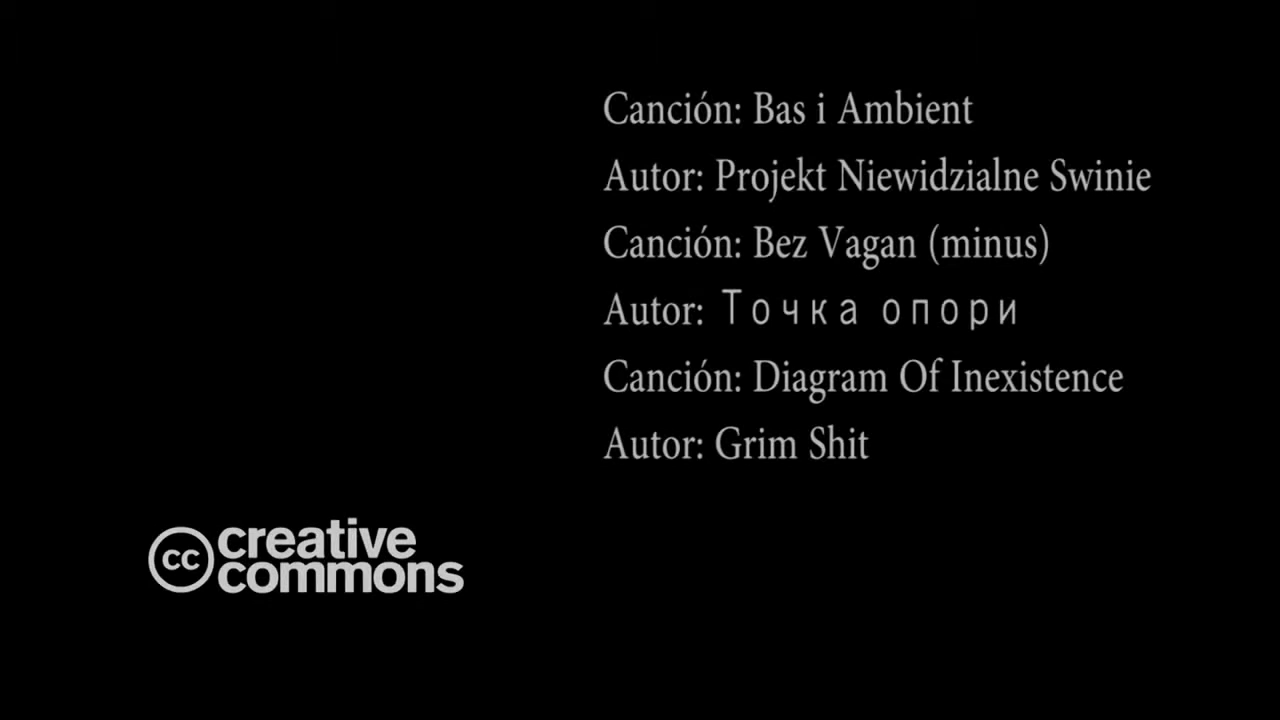 Canción: Bas i Ambient
Autor: Projekt Niewidzialne Swinie
Canción: Bez Vagan (minus)
Autor: Точка опори
Canción: Diagram Of Inexistence
Autor: Grim Shit
cc creative
commons